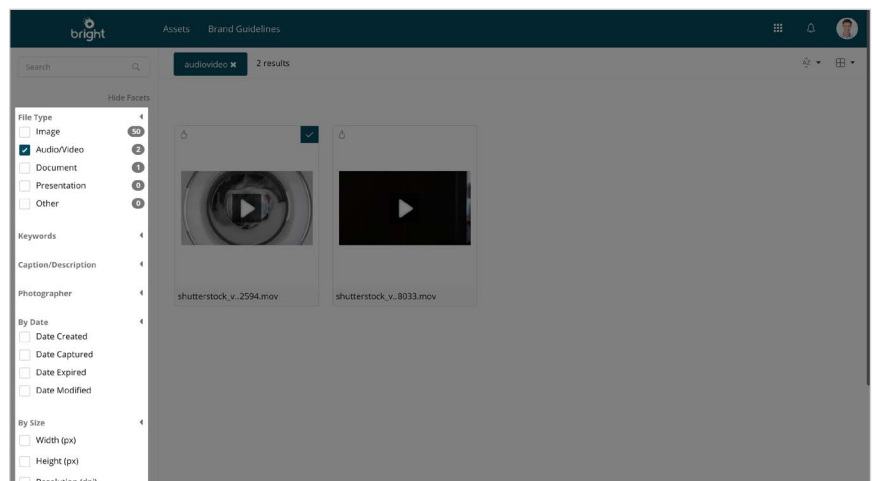 bright
Assets Brand Guidelines
Search
audiovideo ✖ 2 results
Hide Facets
File Type
Image 50
Audio/Video 2
Document 1
Presentation 0
Other 0
Keywords
Caption/Description
Photographer
By Date
Date Created
Date Captured
Date Expired
Date Modified
By Size
Width (px)
Height (px)
Resolution (dpi)
shutterstock_v..2594.mov
shutterstock_v..8033.mov